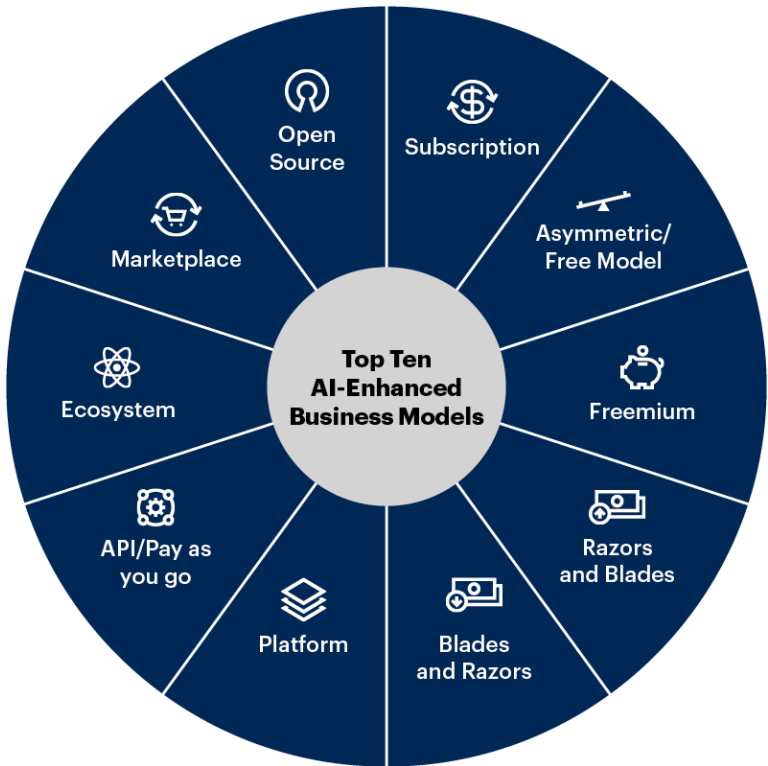 Top Ten
AI-Enhanced
Business Models
Subscription
Asymmetric/
Free Model
Freemium
Razors
and Blades
Blades
and Razors
Platform
API/Pay as
you go
Ecosystem
Marketplace
Open
Source